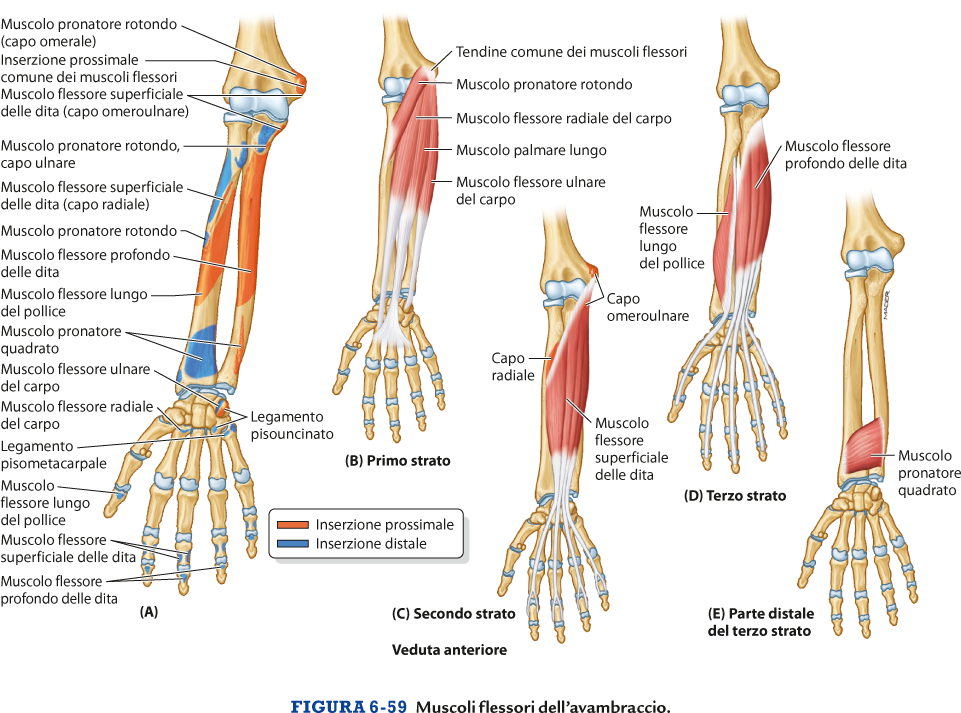 Muscolo pronatore rotondo
(capo omerale)
Inserzione prossimale
comune dei muscoli flessori
Muscolo flessore superficiale
delle dita (capo omeroulnare)
Muscolo pronatore rotondo,
capo ulnare
Muscolo flessore superficiale
delle dita (capo radiale)
Muscolo pronatore rotondo
Muscolo flessore profondo
delle dita
Muscolo flessore lungo
del pollice
Muscolo pronatore
quadrato
Muscolo flessore ulnare
del carpo
Muscolo flessore radiale
del carpo
Legamento
pisometacarpale
Muscolo
flessore lungo
del pollice
Muscolo flessore
superficiale delle dita
Muscolo flessore
profondo delle dita
Legamento
pisouncinato
(A)
Inserzione prossimale
Inserzione distale
Tendine comune dei muscoli flessori
Muscolo pronatore rotondo
Muscolo flessore radiale del carpo
Muscolo palmare lungo
Muscolo flessore ulnare
del carpo
(B) Primo strato
Capo
omeroulnare
Capo
radiale
Muscolo
flessore
superficiale
delle dita
(C) Secondo strato
Veduta anteriore
Muscolo flessore
profondo delle dita
Muscolo
flessore
lungo
del pollice
(D) Terzo strato
MACIER
Muscolo
pronatore
quadrato
(E) Parte distale
del terzo strato
FIGURA 6-59 Muscoli flessori dell'avambraccio.